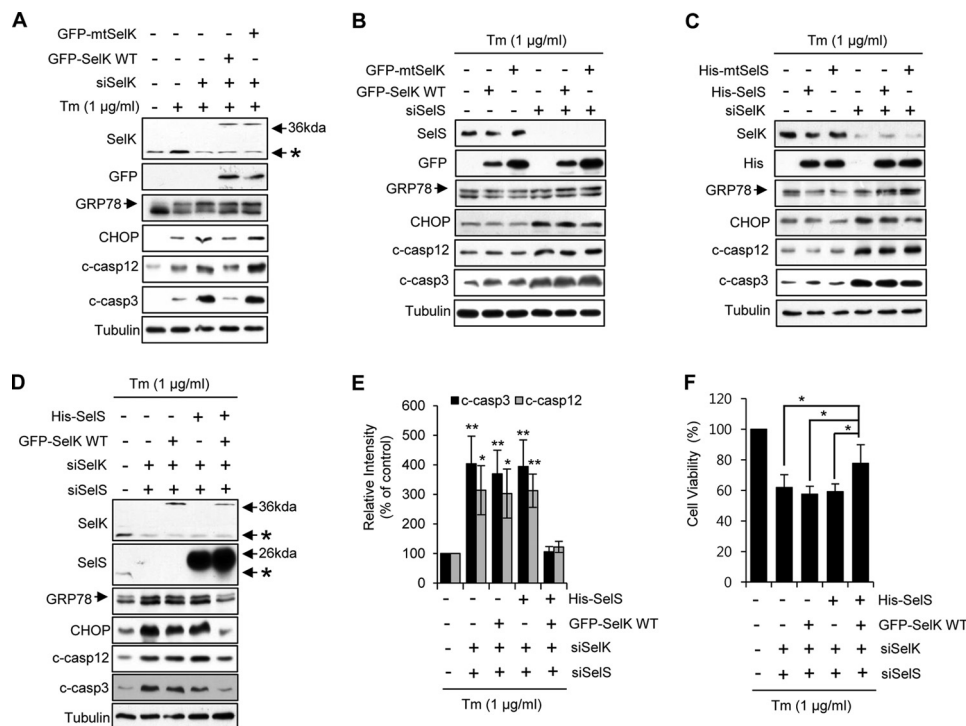 A
GFP-mtSelK - - - - +
GFP-SelK WT - - - + -
siSelK - - + + +
Tm (1 µg/ml) - + + + +
SelK
36kda
*
GFP
GRP78
CHOP
c-casp12
c-casp3
Tubulin
B
Tm (1 µg/ml)
GFP-mtSelK - - + - - +
GFP-SelK WT - + - - + -
siSelS - - - + + +
SelS
GFP
GRP78
CHOP
c-casp12
c-casp3
Tubulin
C
Tm (1 µg/ml)
His-mtSelS - - + - - +
His-SelS - + - - + -
siSelK - - - + + +
SelK
His
GRP78
CHOP
c-casp12
c-casp3
Tubulin
D
Tm (1 µg/ml)
His-SelS - - - + +
GFP-SelK WT - - + - +
siSelK - + + + +
siSelS - + + + +
SelK
36kda
*
SelS
26kda
*
GRP78
CHOP
c-casp12
c-casp3
Tubulin
E
c-casp3 c-casp12
Relative Intensity
(% of control)
600
500
400
300
200
100
0
** * ** * ** **
- - - + + His-SelS
- - + - + GFP-SelK WT
- + + + + siSelK
- + + + + siSelS
Tm (1 µg/ml)
F
Cell Viability (%)
120
100
80
60
40
20
0
*
*
*
- - - + + His-SelS
- - + - + GFP-SelK WT
- + + + + siSelK
- + + + + siSelS
Tm (1 µg/ml)